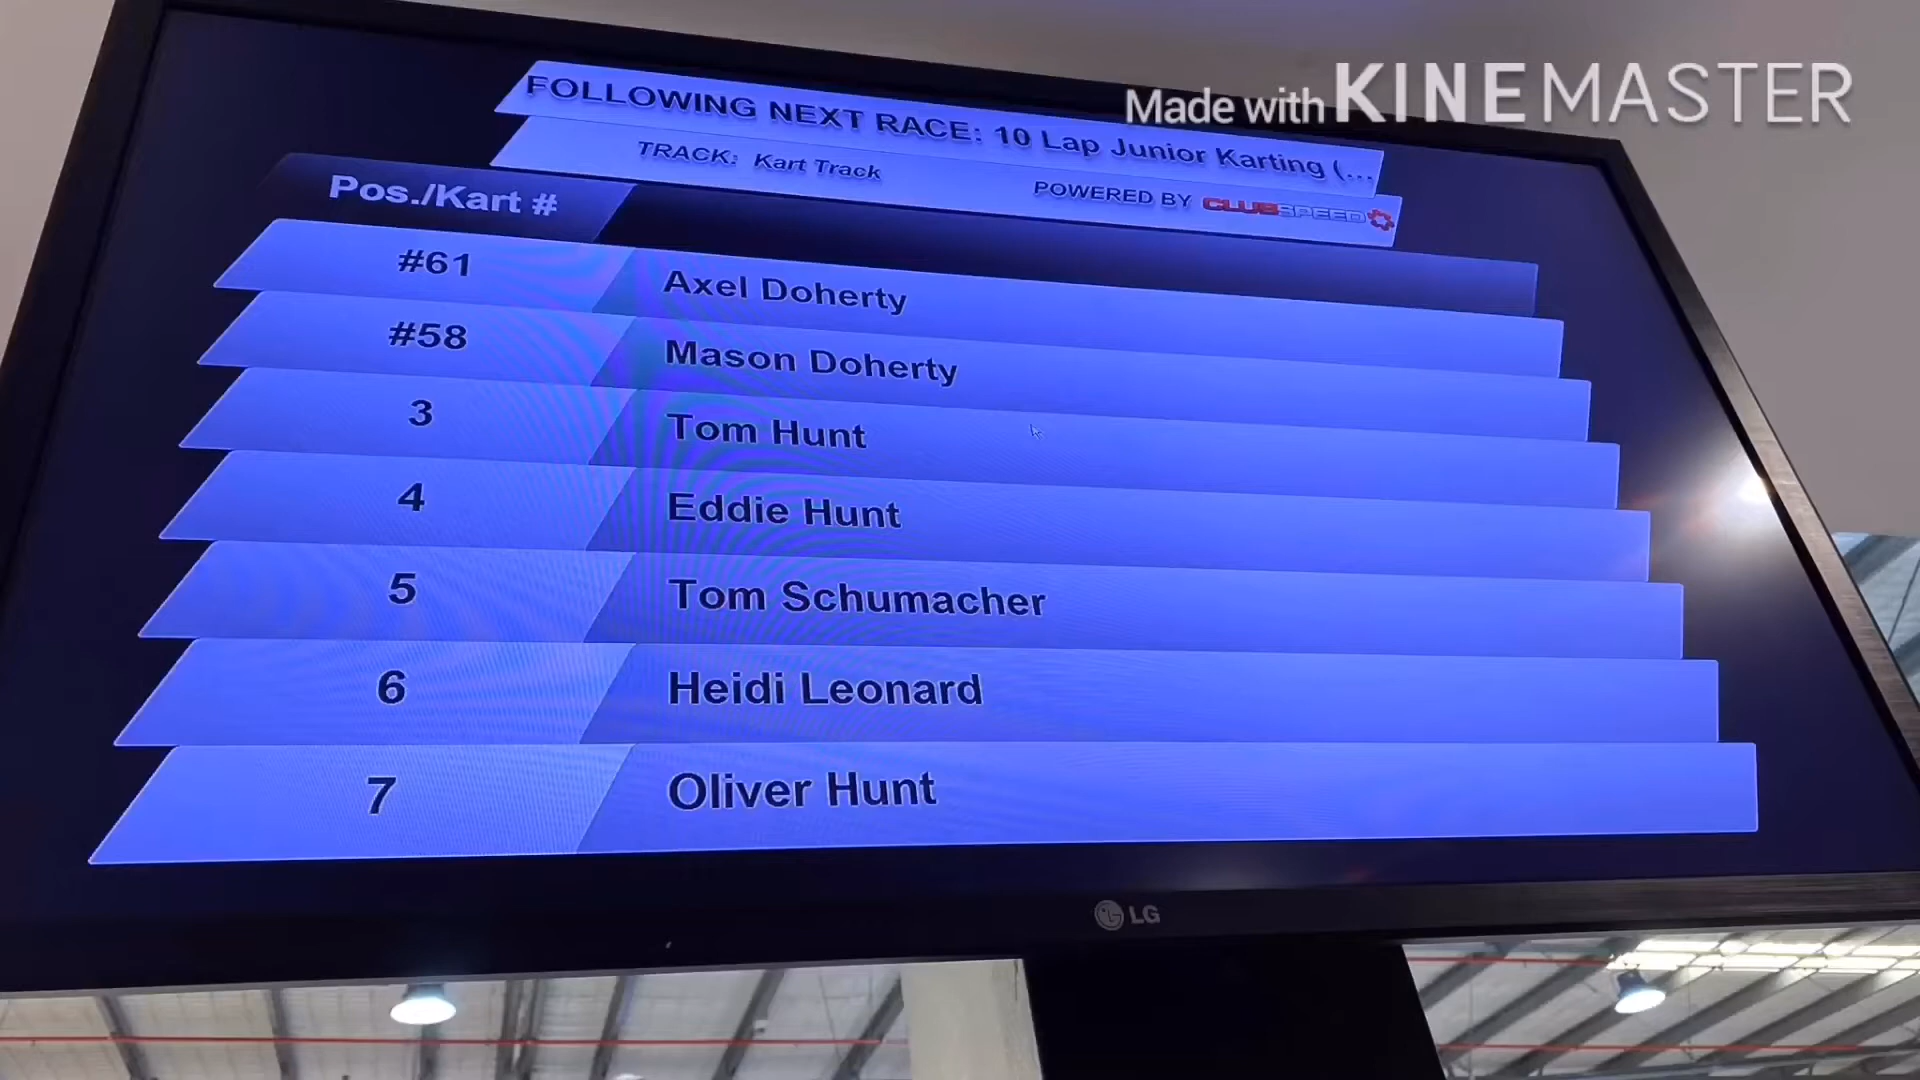 Made with KINEMASTER
FOLLOWING NEXT RACE: 10 Lap Junior Karting (...
TRACK: Kart Track
POWERED BY CLUBSPEED
Pos./Kart #
#61 Axel Doherty
#58 Mason Doherty
3 Tom Hunt
4 Eddie Hunt
5 Tom Schumacher
6 Heidi Leonard
7 Oliver Hunt
LG